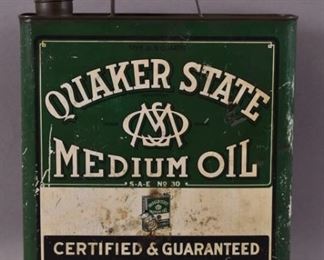 QUAKER STATE
MEDIUM OIL
S-A-E No 30
CERTIFIED & GUARANTEED